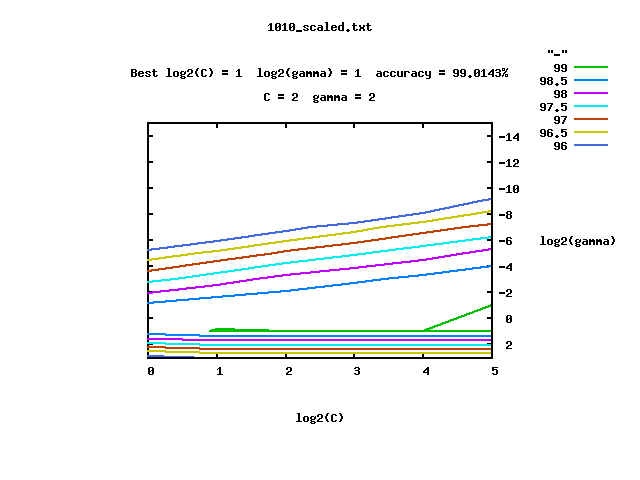 1010_scaled.txt
"_"
Best log2(C) = 1  log2(gamma) = 1  accuracy = 99.0143%
C = 2  gamma = 2
99
98.5
98
97.5
97
96.5
96
-14
-12
-10
-8
-6
log2(gamma)
-4
-2
0
2
0 1 2 3 4 5
log2(C)